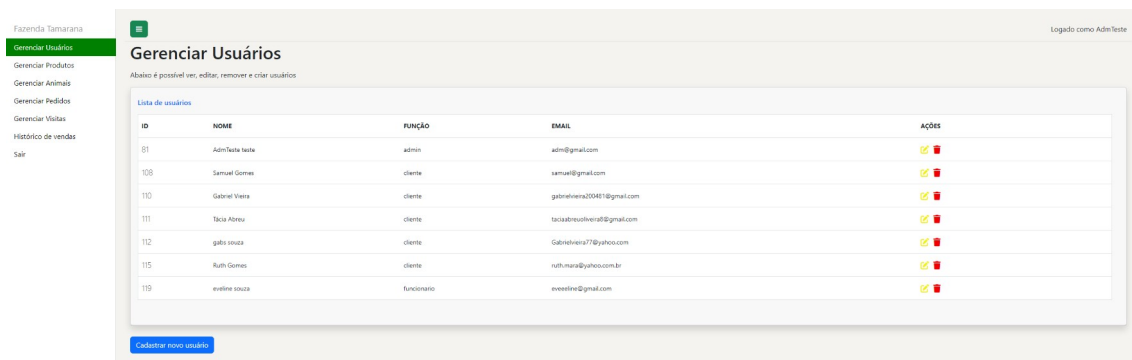 Fazenda Tamarana
Gerenciar Usuários
Gerenciar Produtos
Gerenciar Animais
Gerenciar Pedidos
Gerenciar Visitas
Histórico de vendas
Sair
Logado como AdmTeste
Gerenciar Usuários
Abaixo é possível ver, editar, remover e criar usuários
Lista de usuários
ID NOME FUNÇÃO EMAIL AÇÕES
81 AdmTeste teste admin adm@gmail.com
108 Samuel Gomes cliente samuel@gmail.com
110 Gabriel Vieira cliente gabrielvieira200481@gmail.com
111 Tácia Abreu cliente taciaabreuoliveira6@gmail.com
112 gabs souza cliente Gabrielvieira77@yahoo.com
115 Ruth Gomes cliente ruth.mara@yahoo.com.br
119 eveline souza funcionario eveeeline@gmail.com
Cadastrar novo usuário